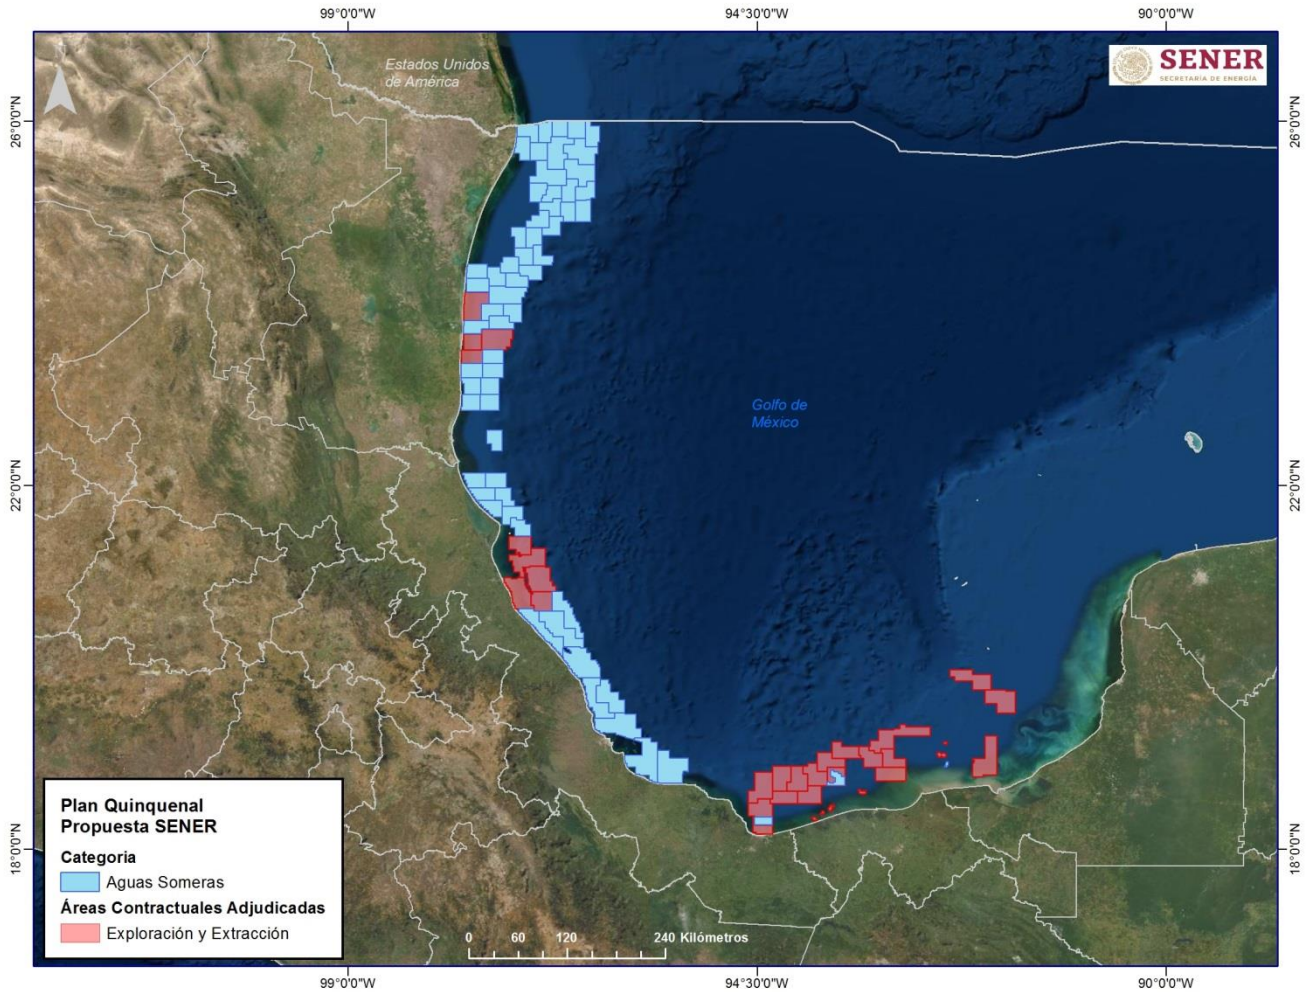 99°0'0"W
94°30'0"W
90°0'0"W
Estados Unidos
de América
SENER
SECRETARÍA DE ENERGÍA
26°0'0"N
26°0'0"N
Golfo de
México
22°0'0"N
22°0'0"N
Plan Quinquenal
Propuesta SENER
Categoria
Aguas Someras
Áreas Contractuales Adjudicadas
Exploración y Extracción
18°0'0"N
18°0'0"N
0 60 120 240 Kilómetros
99°0'0"W
94°30'0"W
90°0'0"W